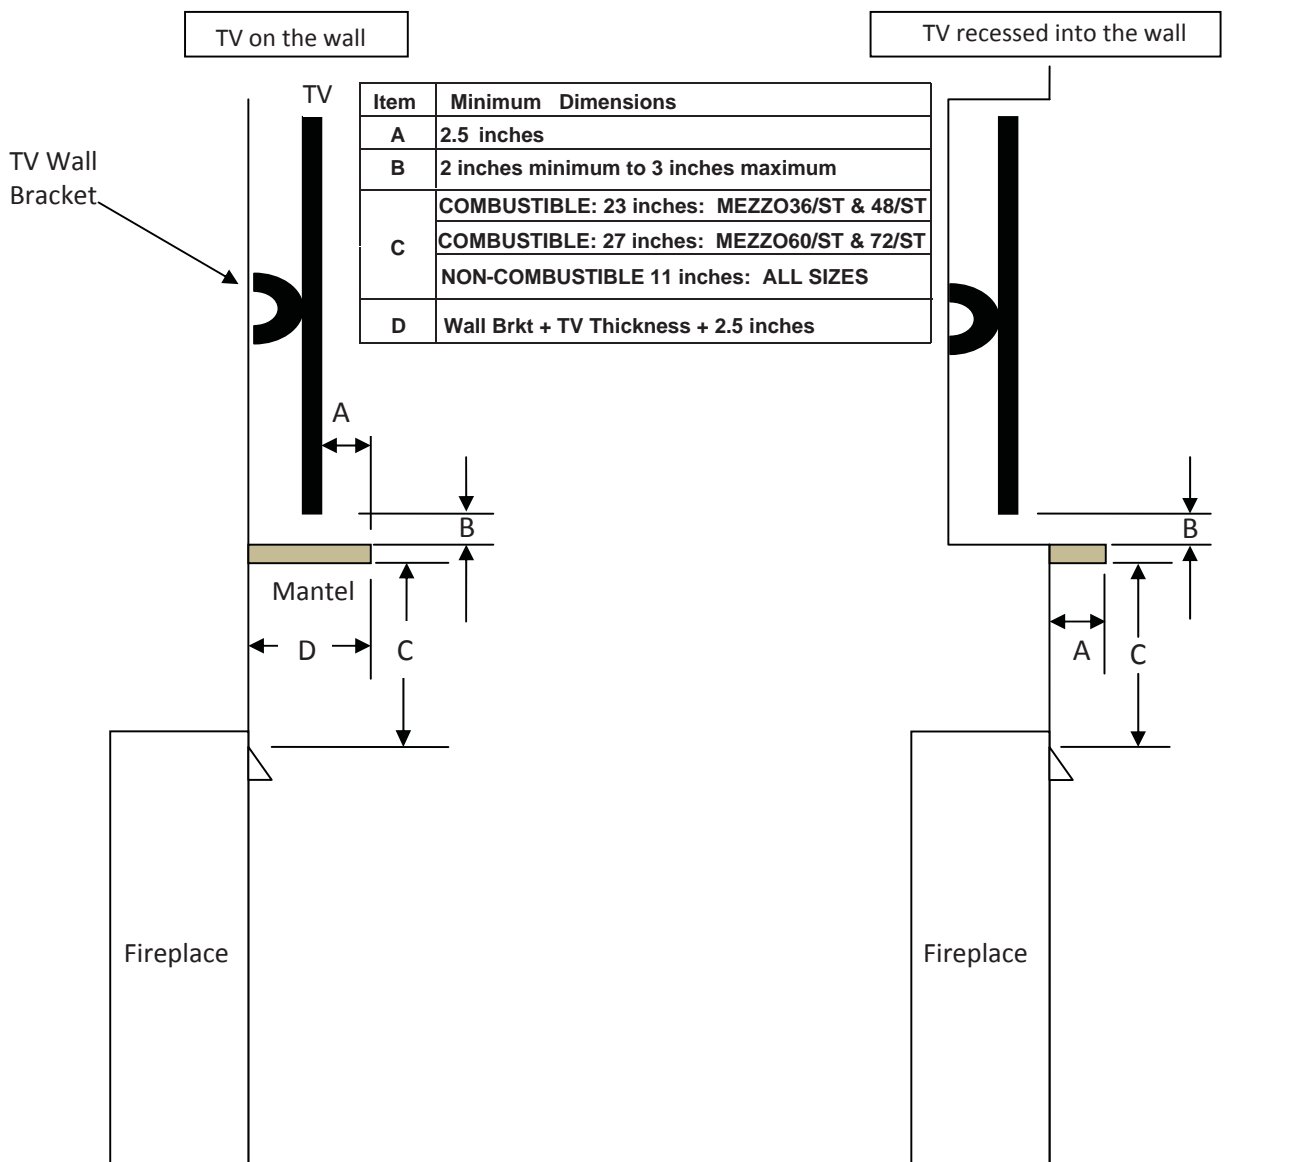 TV on the wall
TV recessed into the wall
TV
TV Wall
Bracket
Item Minimum Dimensions
A 2.5 inches
B 2 inches minimum to 3 inches maximum
C
COMBUSTIBLE: 23 inches: MEZZO36/ST & 48/ST
COMBUSTIBLE: 27 inches: MEZZO60/ST & 72/ST
NON-COMBUSTIBLE 11 inches: ALL SIZES
D Wall Brkt + TV Thickness + 2.5 inches
A
B
Mantel
D
C
Fireplace
B
A
C
Fireplace